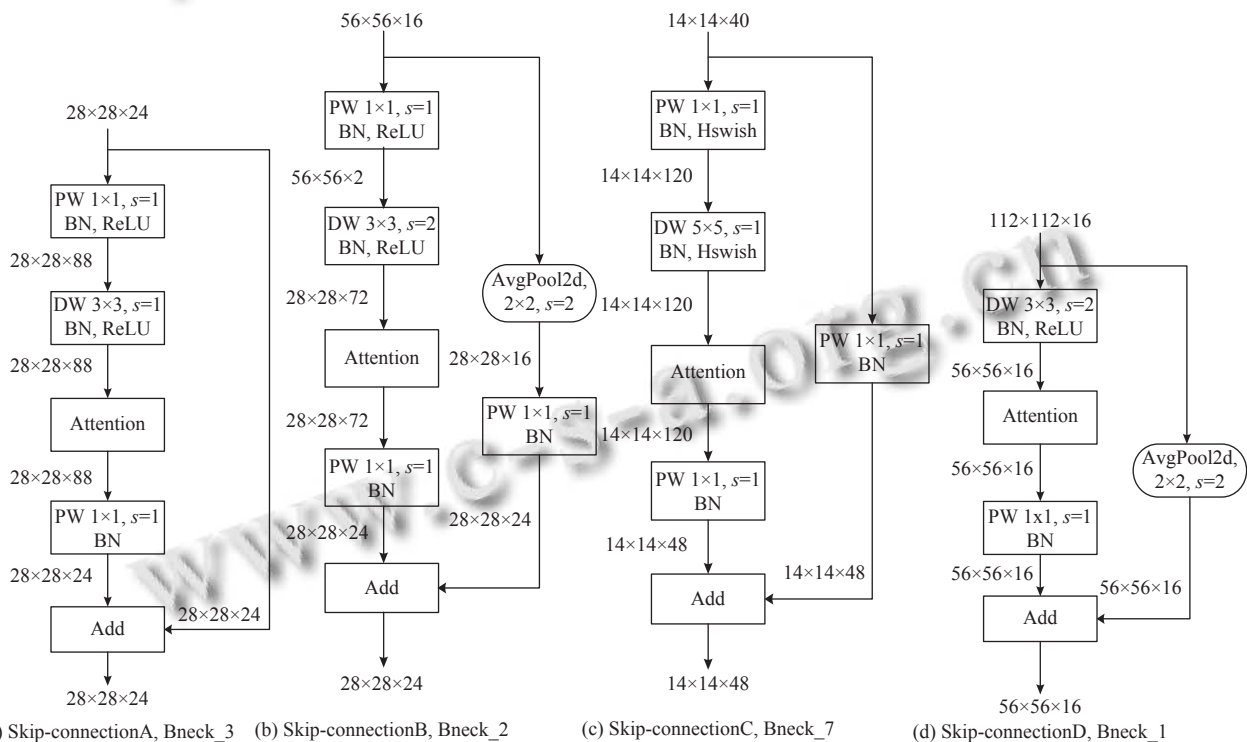 28×28×24
PW 1×1, s=1
BN, ReLU
28×28×88
DW 3×3, s=1
BN, ReLU
28×28×88
Attention
28×28×88
PW 1×1, s=1
BN
28×28×24
28×28×24
Add
28×28×24
) Skip-connectionA, Bneck_3
56×56×16
PW 1×1, s=1
BN, ReLU
56×56×2
DW 3×3, s=2
BN, ReLU
28×28×72
Attention
28×28×72
PW 1×1, s=1
BN
28×28×24
AvgPool2d,
2×2, s=2
28×28×16
PW 1×1, s=1
BN
28×28×24
Add
28×28×24
(b) Skip-connectionB, Bneck_2
14×14×40
PW 1×1, s=1
BN, Hswish
14×14×120
DW 5×5, s=1
BN, Hswish
14×14×120
Attention
14×14×120
PW 1×1, s=1
BN
14×14×48
PW 1×1, s=1
BN
14×14×48
Add
14×14×48
(c) Skip-connectionC, Bneck_7
112×112×16
DW 3×3, s=2
BN, ReLU
56×56×16
Attention
56×56×16
PW 1x1, s=1
BN
56×56×16
AvgPool2d,
2×2, s=2
56×56×16
Add
56×56×16
(d) Skip-connectionD, Bneck_1
www.c-s-a.org.cn